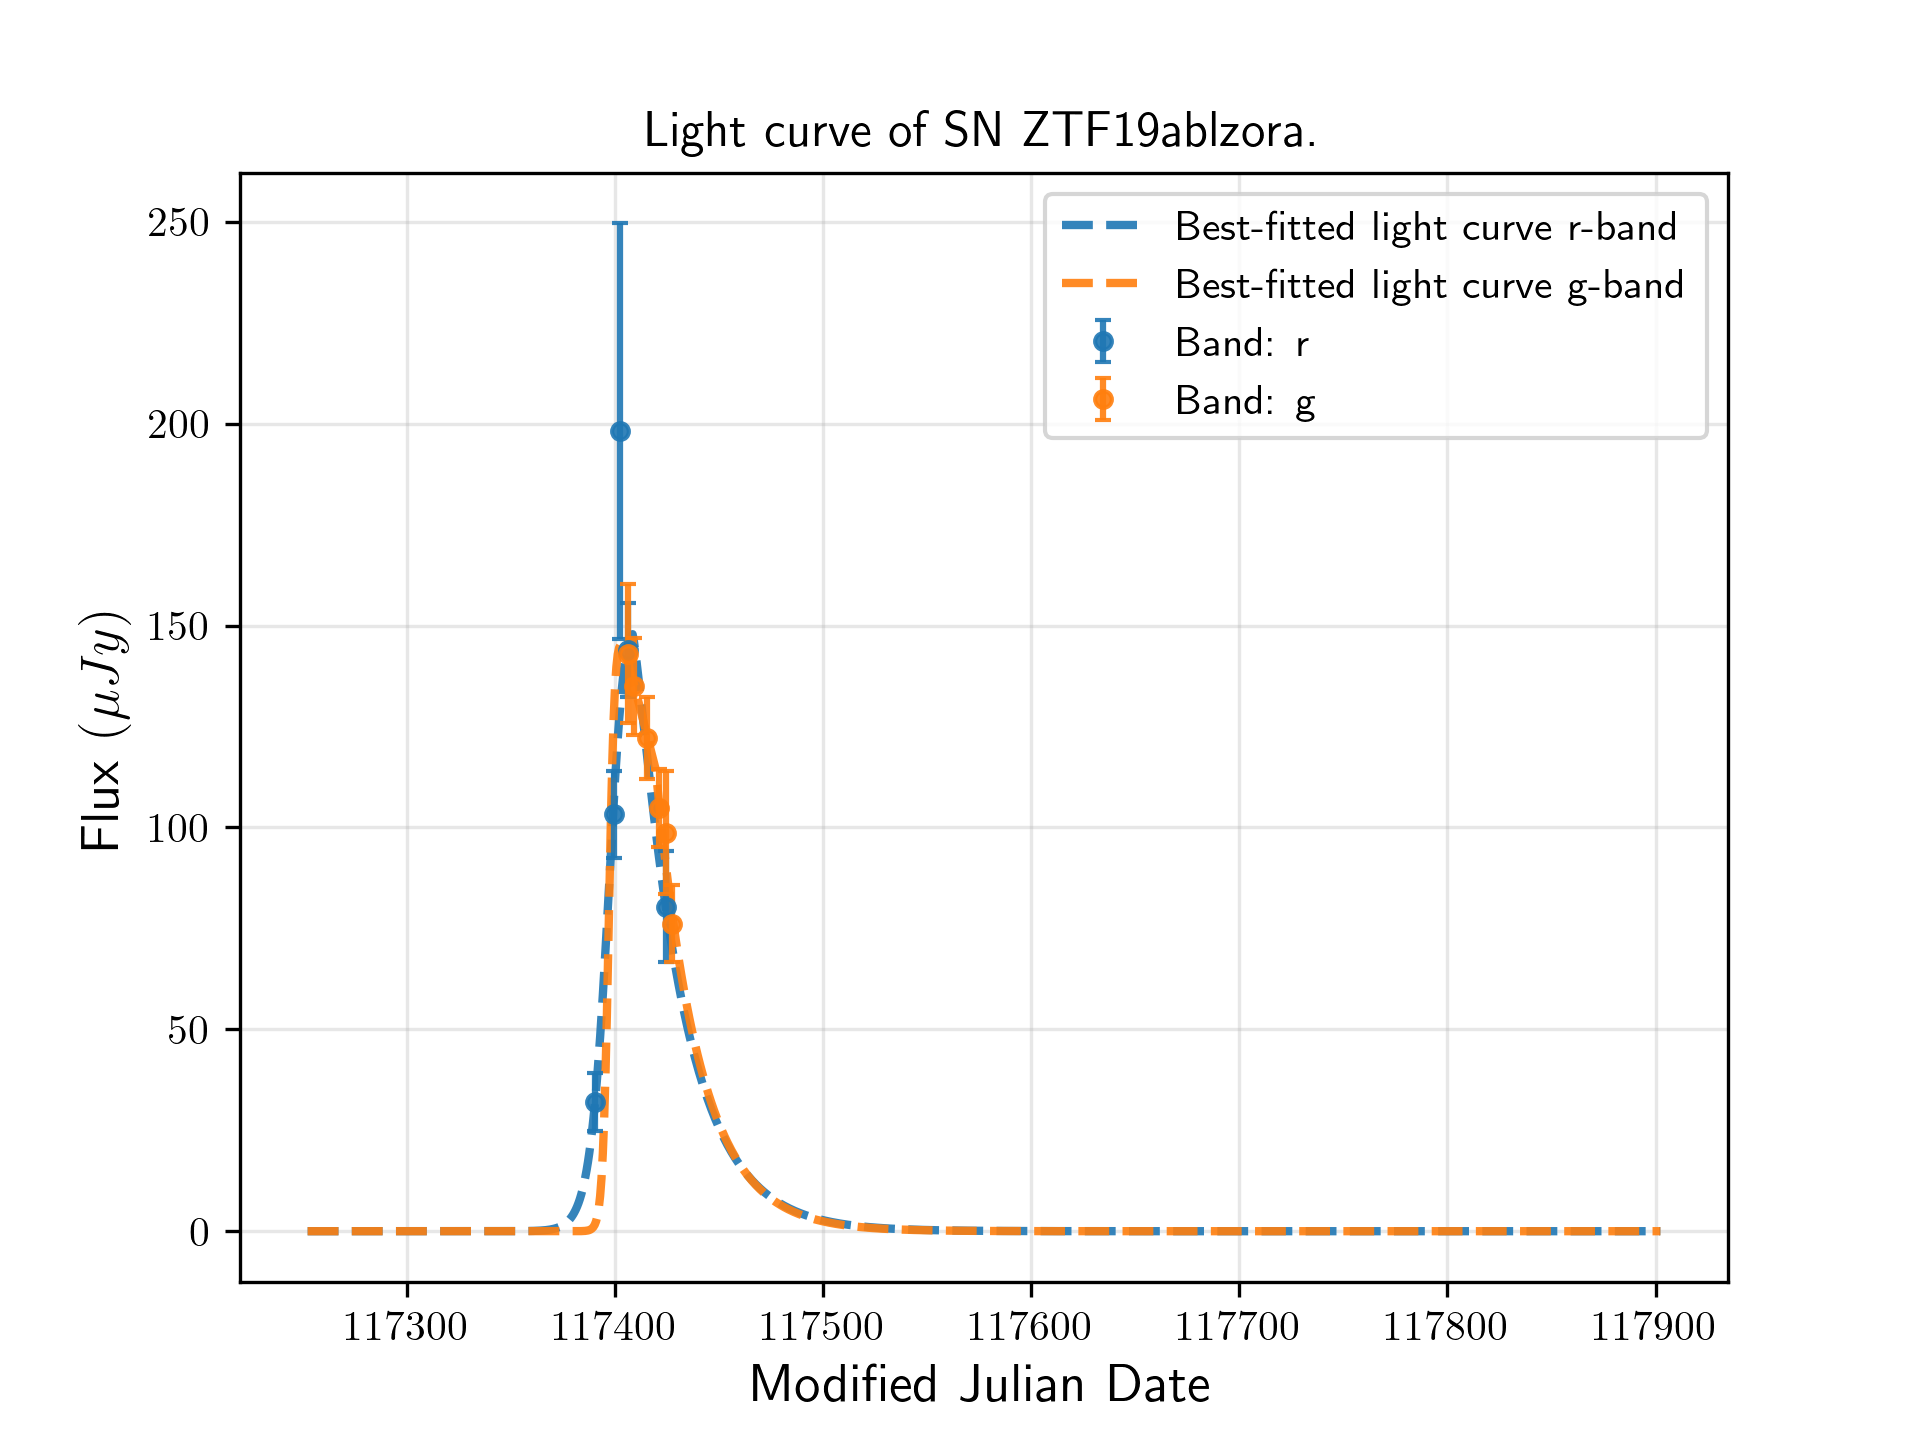 Light curve of SN ZTF19ablzora.
Best-fitted light curve r-band
Best-fitted light curve g-band
Band: r
Band: g
Flux (μJy)
250
200
150
100
50
0
117300 117400 117500 117600 117700 117800 117900
Modified Julian Date